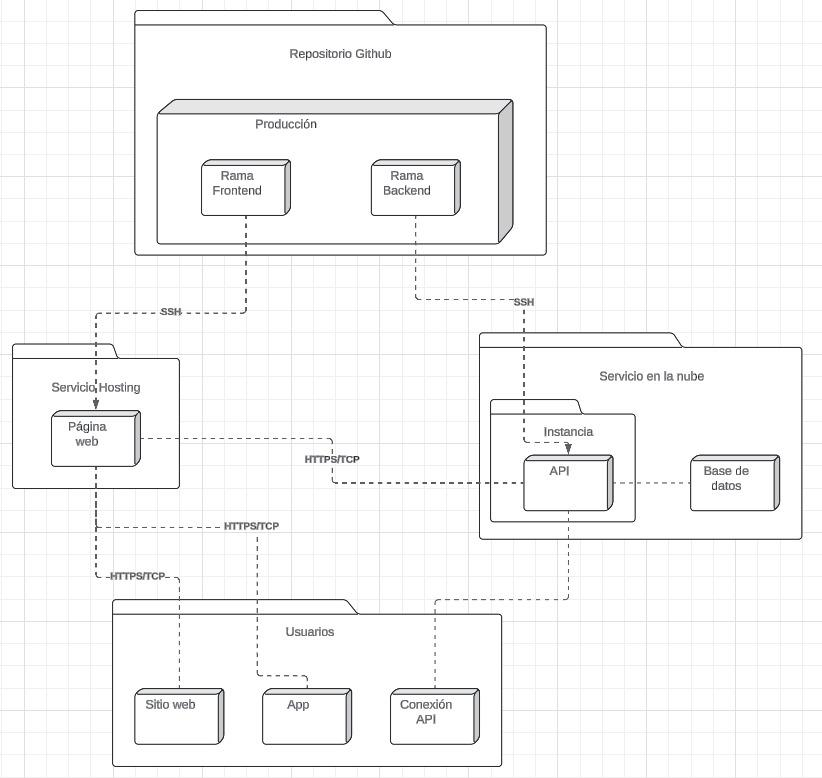 Repositorio Github
Producción
Rama
Frontend
Rama
Backend
SSH
SSH
Servicio Hosting
Página
web
Servicio en la nube
Instancia
API
Base de
datos
HTTPS/TCP
HTTPS/TCP
HTTPS/TCP
Usuarios
Sitio web
App
Conexión
API